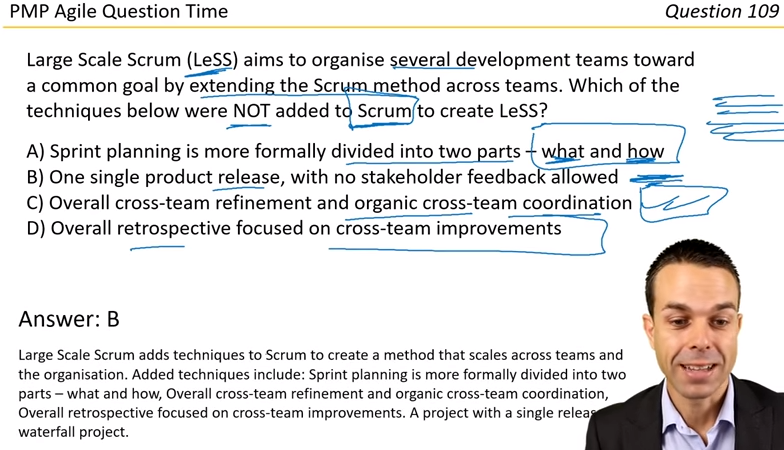 PMP Agile Question Time
Question 109
Large Scale Scrum (LeSS) aims to organise several development teams toward
a common goal by extending the Scrum method across teams. Which of the
techniques below were NOT added to Scrum to create LeSS?
A) Sprint planning is more formally divided into two parts – what and how
B) One single product release, with no stakeholder feedback allowed
C) Overall cross-team refinement and organic cross-team coordination
D) Overall retrospective focused on cross-team improvements
Answer: B
Large Scale Scrum adds techniques to Scrum to create a method that scales across teams and
the organisation. Added techniques include: Sprint planning is more formally divided into two
parts – what and how, Overall cross-team refinement and organic cross-team coordination,
Overall retrospective focused on cross-team improvements. A project with a single
waterfall project.